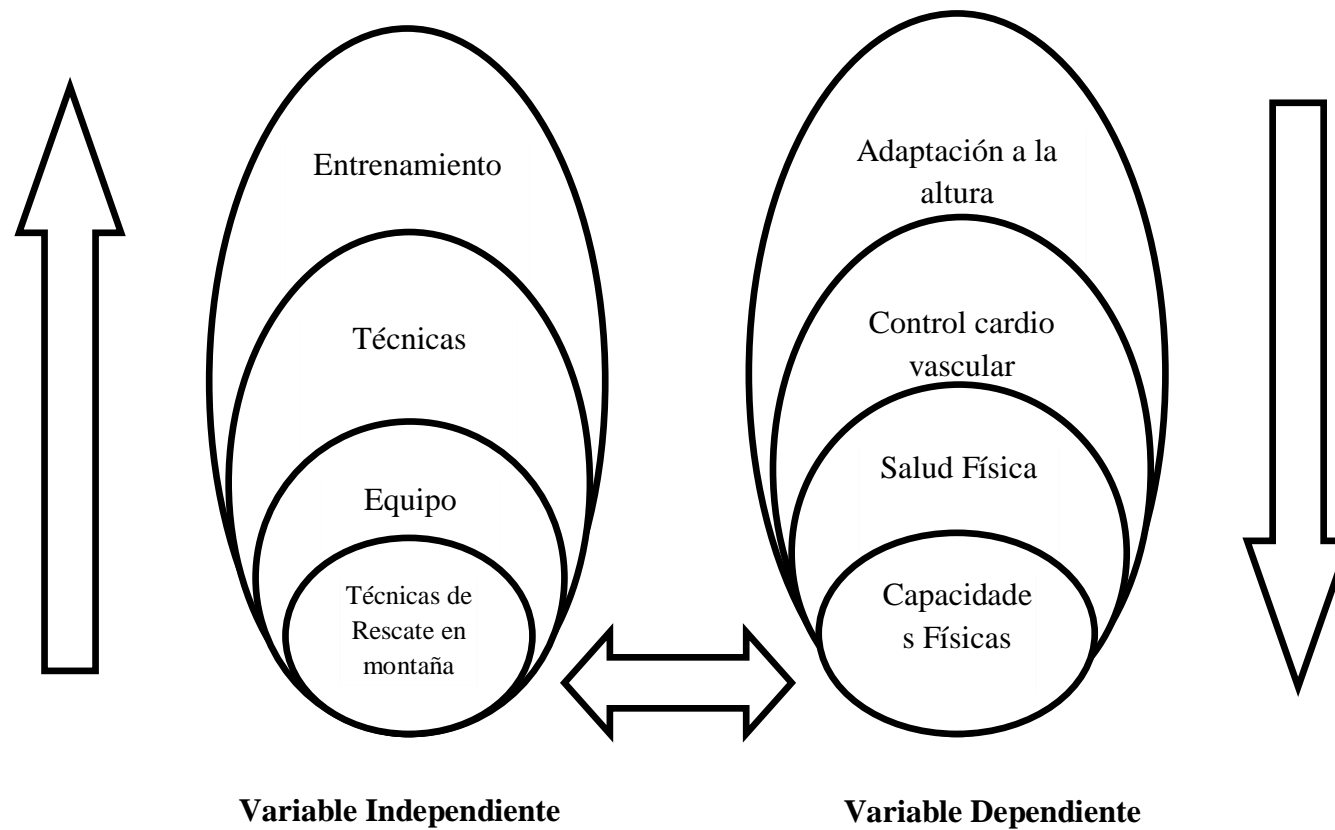 Entrenamiento
Técnicas
Equipo
Técnicas de
Rescate en
montaña
Variable Independiente
Adaptación a la
altura
Control cardio
vascular
Salud Física
Capacidade
s Físicas
Variable Dependiente